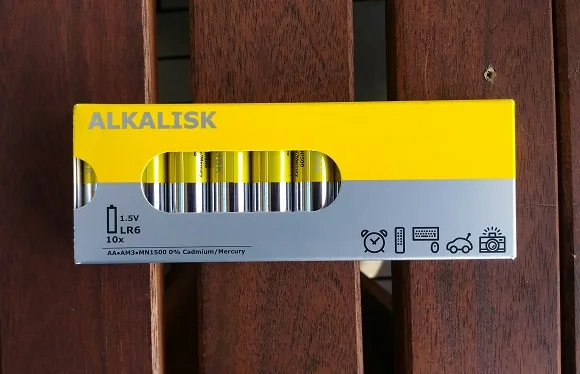 ALKALISK
1.5V
LR6
10x
AA•AM3•MN1500 0% Cadmium/Mercury